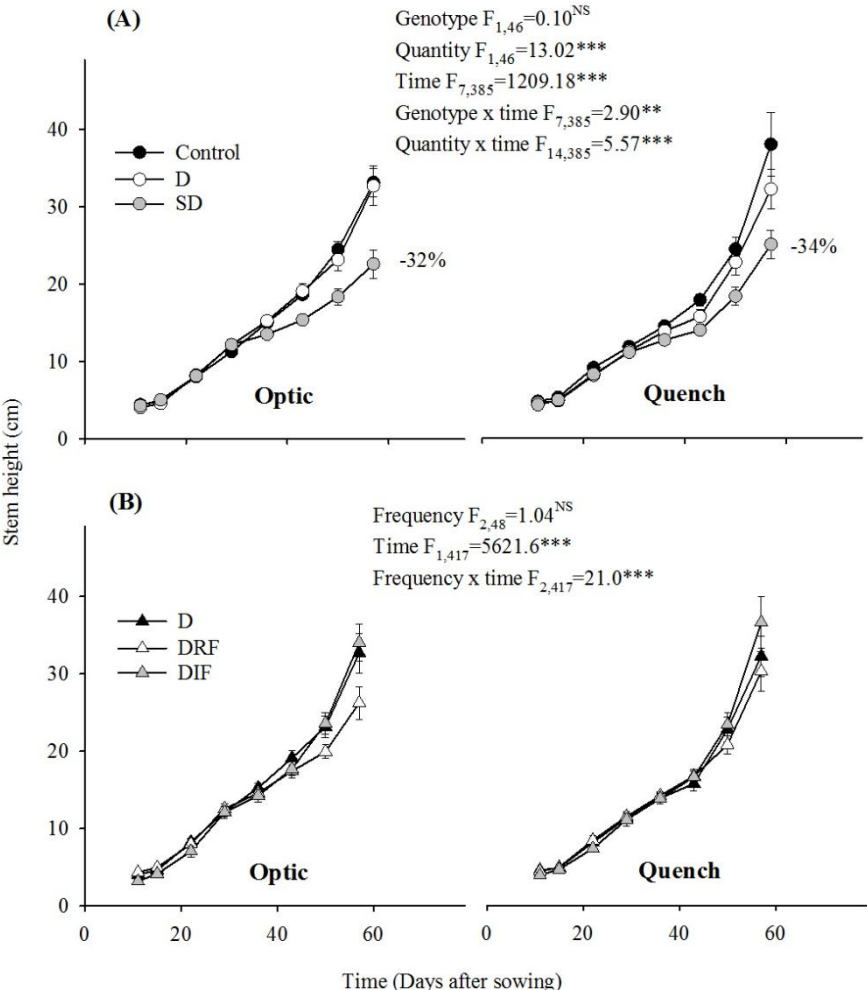 (A)
Genotype F1,46=0.10NS
Quantity F1,46=13.02***
Time F7,385=1209.18***
Genotype x time F7,385=2.90**
Quantity x time F14,385=5.57***
Control
D
SD
40
30
20
10
0
-32%
-34%
Optic
Quench
Stem height (cm)
(B)
Frequency F2,48=1.04NS
Time F1,417=5621.6***
Frequency x time F2,417=21.0***
D
DRF
DIF
40
30
20
10
0
Optic
Quench
0 20 40 60
0 20 40 60
Time (Days after sowing)